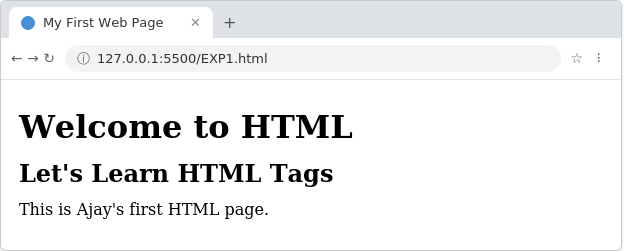 My First Web Page
127.0.0.1:5500/EXP1.html
Welcome to HTML
Let's Learn HTML Tags
This is Ajay's first HTML page.